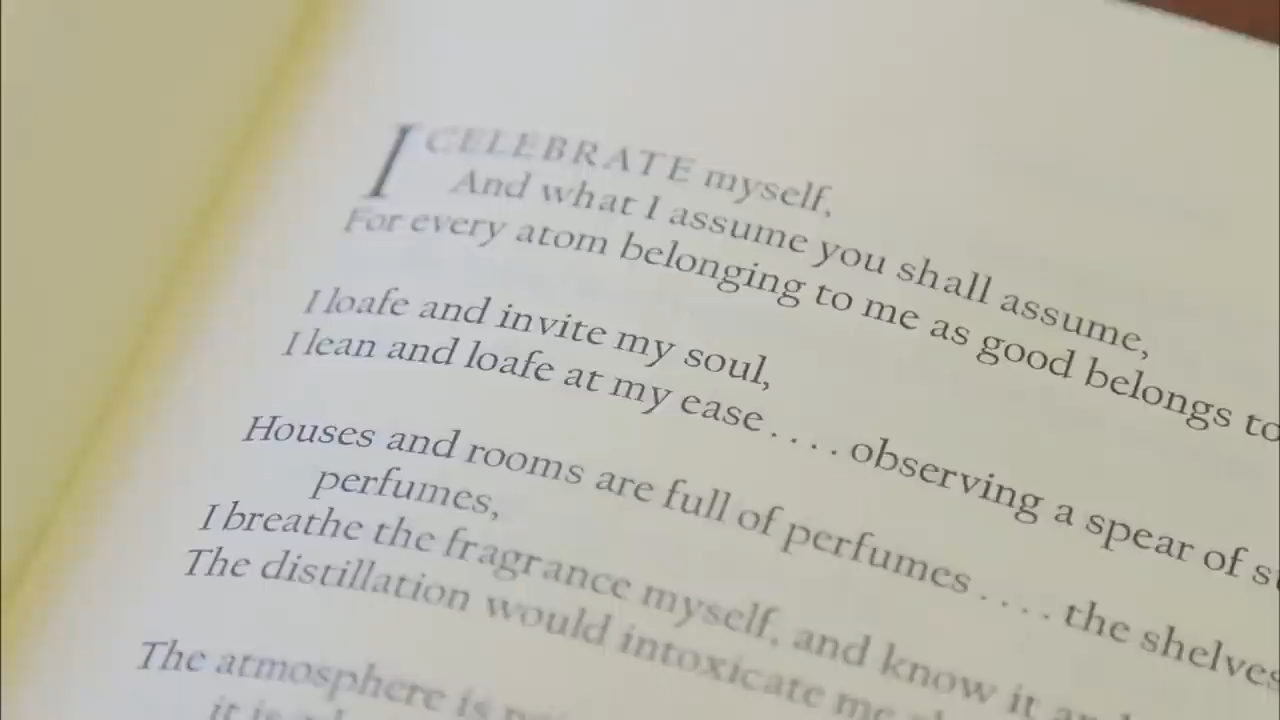 I CELEBRATE myself,
And what I assume you shall assume,
For every atom belonging to me as good belongs to
I loafe and invite my soul,
I lean and loafe at my ease . . . . observing a spear of
Houses and rooms are full of perfumes . . . . the shelves
perfumes,
I breathe the fragrance myself, and know it and
The distillation would intoxicate me
The atmosphere is
it is